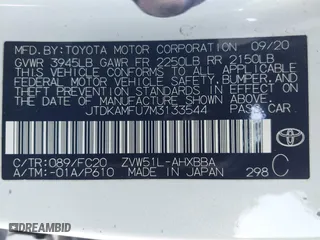 MFD.BY:TOYOTA MOTOR CORPORATION 09/20
GVWR 3945LB GAWR FR 2250LB RR 2150LB
THIS VEHICLE CONFORMS TO ALL APPLICABLE
FEDERAL MOTOR VEHICLE SAFETY, BUMPER, AND
THEFT PREVENTION STANDARDS IN EFFECT ON
THE DATE OF MANUFACTURE SHOWN ABOVE.
JTDKAMFU7M3133544 PASS.CAR
C/TR:089/FC20 ZVW51L-AHXBBA C
A/TM:-01A/P610 MADE IN JAPAN 298
TOYOTA